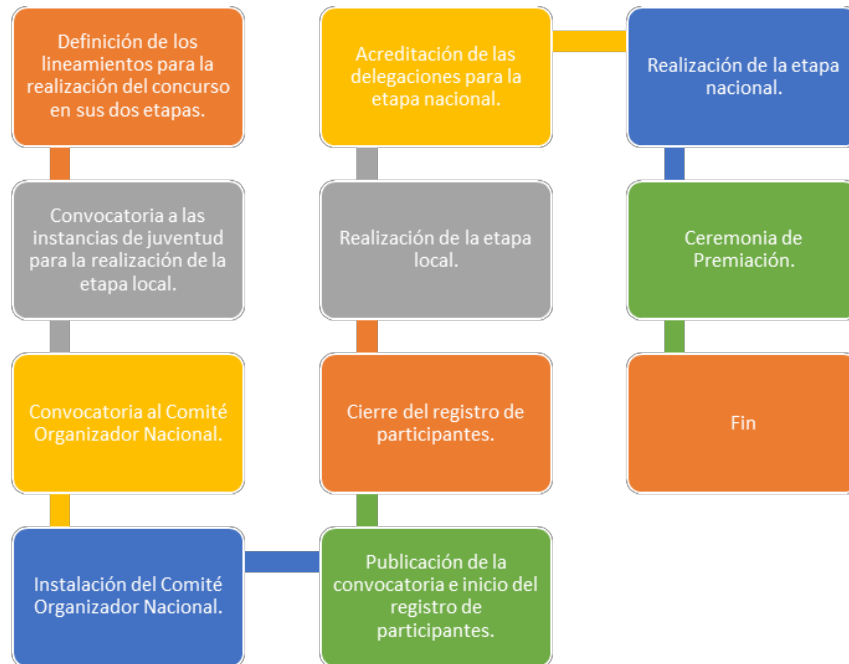 Definición de los
lineamientos para la
realización del concurso
en sus dos etapas.
Convocatoria a las
instancias de juventud
para la realización de la
etapa local.
Convocatoria al Comité
Organizador Nacional.
Instalación del Comité
Organizador Nacional.
Publicación de la
convocatoria e inicio del
registro de
participantes.
Cierre del registro de
participantes.
Realización de la etapa
local.
Acreditación de las
delegaciones para la
etapa nacional.
Realización de la etapa
nacional.
Ceremonia de
Premiación.
Fin